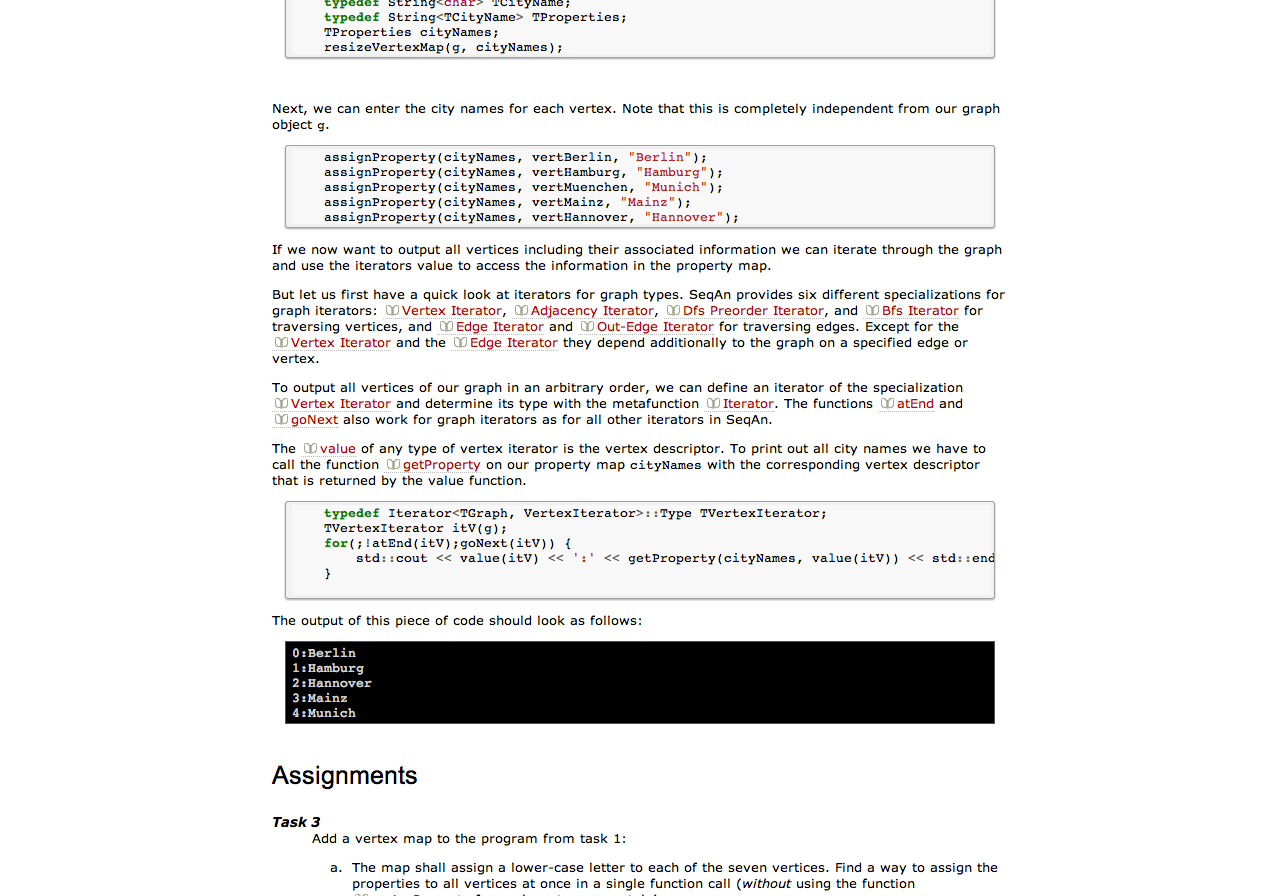 typedef String<char> TCityName;
typedef String<TCityName> TProperties;
TProperties cityNames;
resizeVertexMap(g, cityNames);
Next, we can enter the city names for each vertex. Note that this is completely independent from our graph
object g.
assignProperty(cityNames, vertBerlin, "Berlin");
assignProperty(cityNames, vertHamburg, "Hamburg");
assignProperty(cityNames, vertMuenchen, "Munich");
assignProperty(cityNames, vertMainz, "Mainz");
assignProperty(cityNames, vertHannover, "Hannover");
If we now want to output all vertices including their associated information we can iterate through the graph
and use the iterators value to access the information in the property map.
But let us first have a quick look at iterators for graph types. SeqAn provides six different specializations for
graph iterators: Vertex Iterator, Adjacency Iterator, Dfs Preorder Iterator, and Bfs Iterator for
traversing vertices, and Edge Iterator and Out-Edge Iterator for traversing edges. Except for the
Vertex Iterator and the Edge Iterator they depend additionally to the graph on a specified edge or
vertex.
To output all vertices of our graph in an arbitrary order, we can define an iterator of the specialization
Vertex Iterator and determine its type with the metafunction Iterator. The functions atEnd and
goNext also work for graph iterators as for all other iterators in SeqAn.
The value of any type of vertex iterator is the vertex descriptor. To print out all city names we have to
call the function getProperty on our property map cityNames with the corresponding vertex descriptor
that is returned by the value function.
typedef Iterator<TGraph, VertexIterator>::Type TVertexIterator;
TVertexIterator itV(g);
for(;!atEnd(itV);goNext(itV)) {
std::cout << value(itV) << ':' << getProperty(cityNames, value(itV)) << std::end
}
The output of this piece of code should look as follows:
0:Berlin
1:Hamburg
2:Hannover
3:Mainz
4:Munich
Assignments
Task 3
Add a vertex map to the program from task 1:
a. The map shall assign a lower-case letter to each of the seven vertices. Find a way to assign the
properties to all vertices at once in a single function call (without using the function